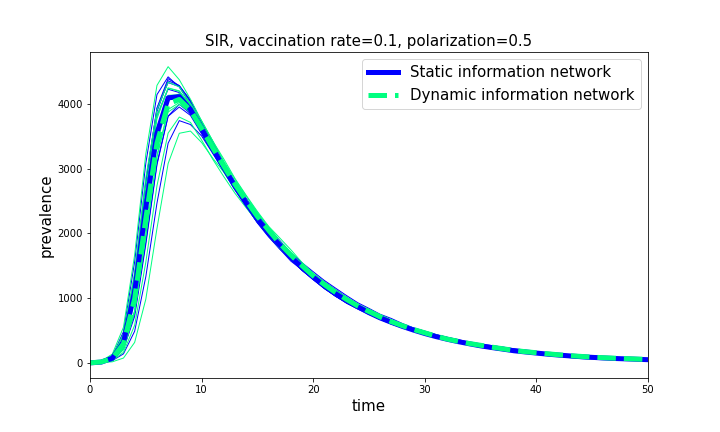 SIR, vaccination rate=0.1, polarization=0.5
Static information network
Dynamic information network
prevalence
4000
3000
2000
1000
0
0 10 20 30 40 50
time